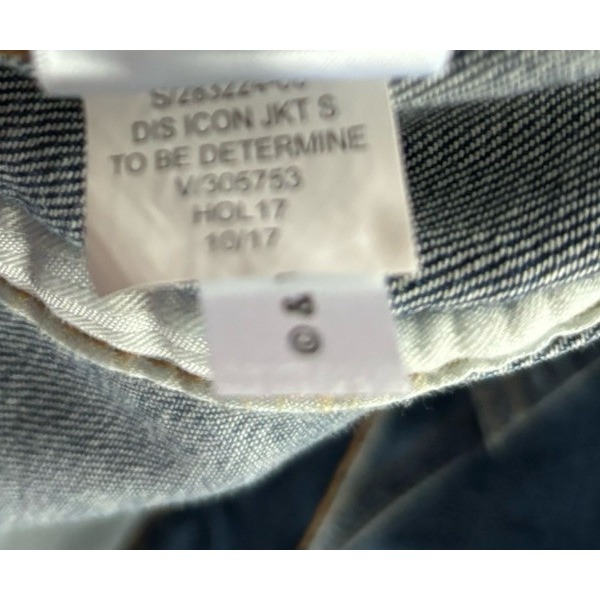 DIS ICON JKT S
TO BE DETERMINE
V/305753
HOL17
10/17
© &